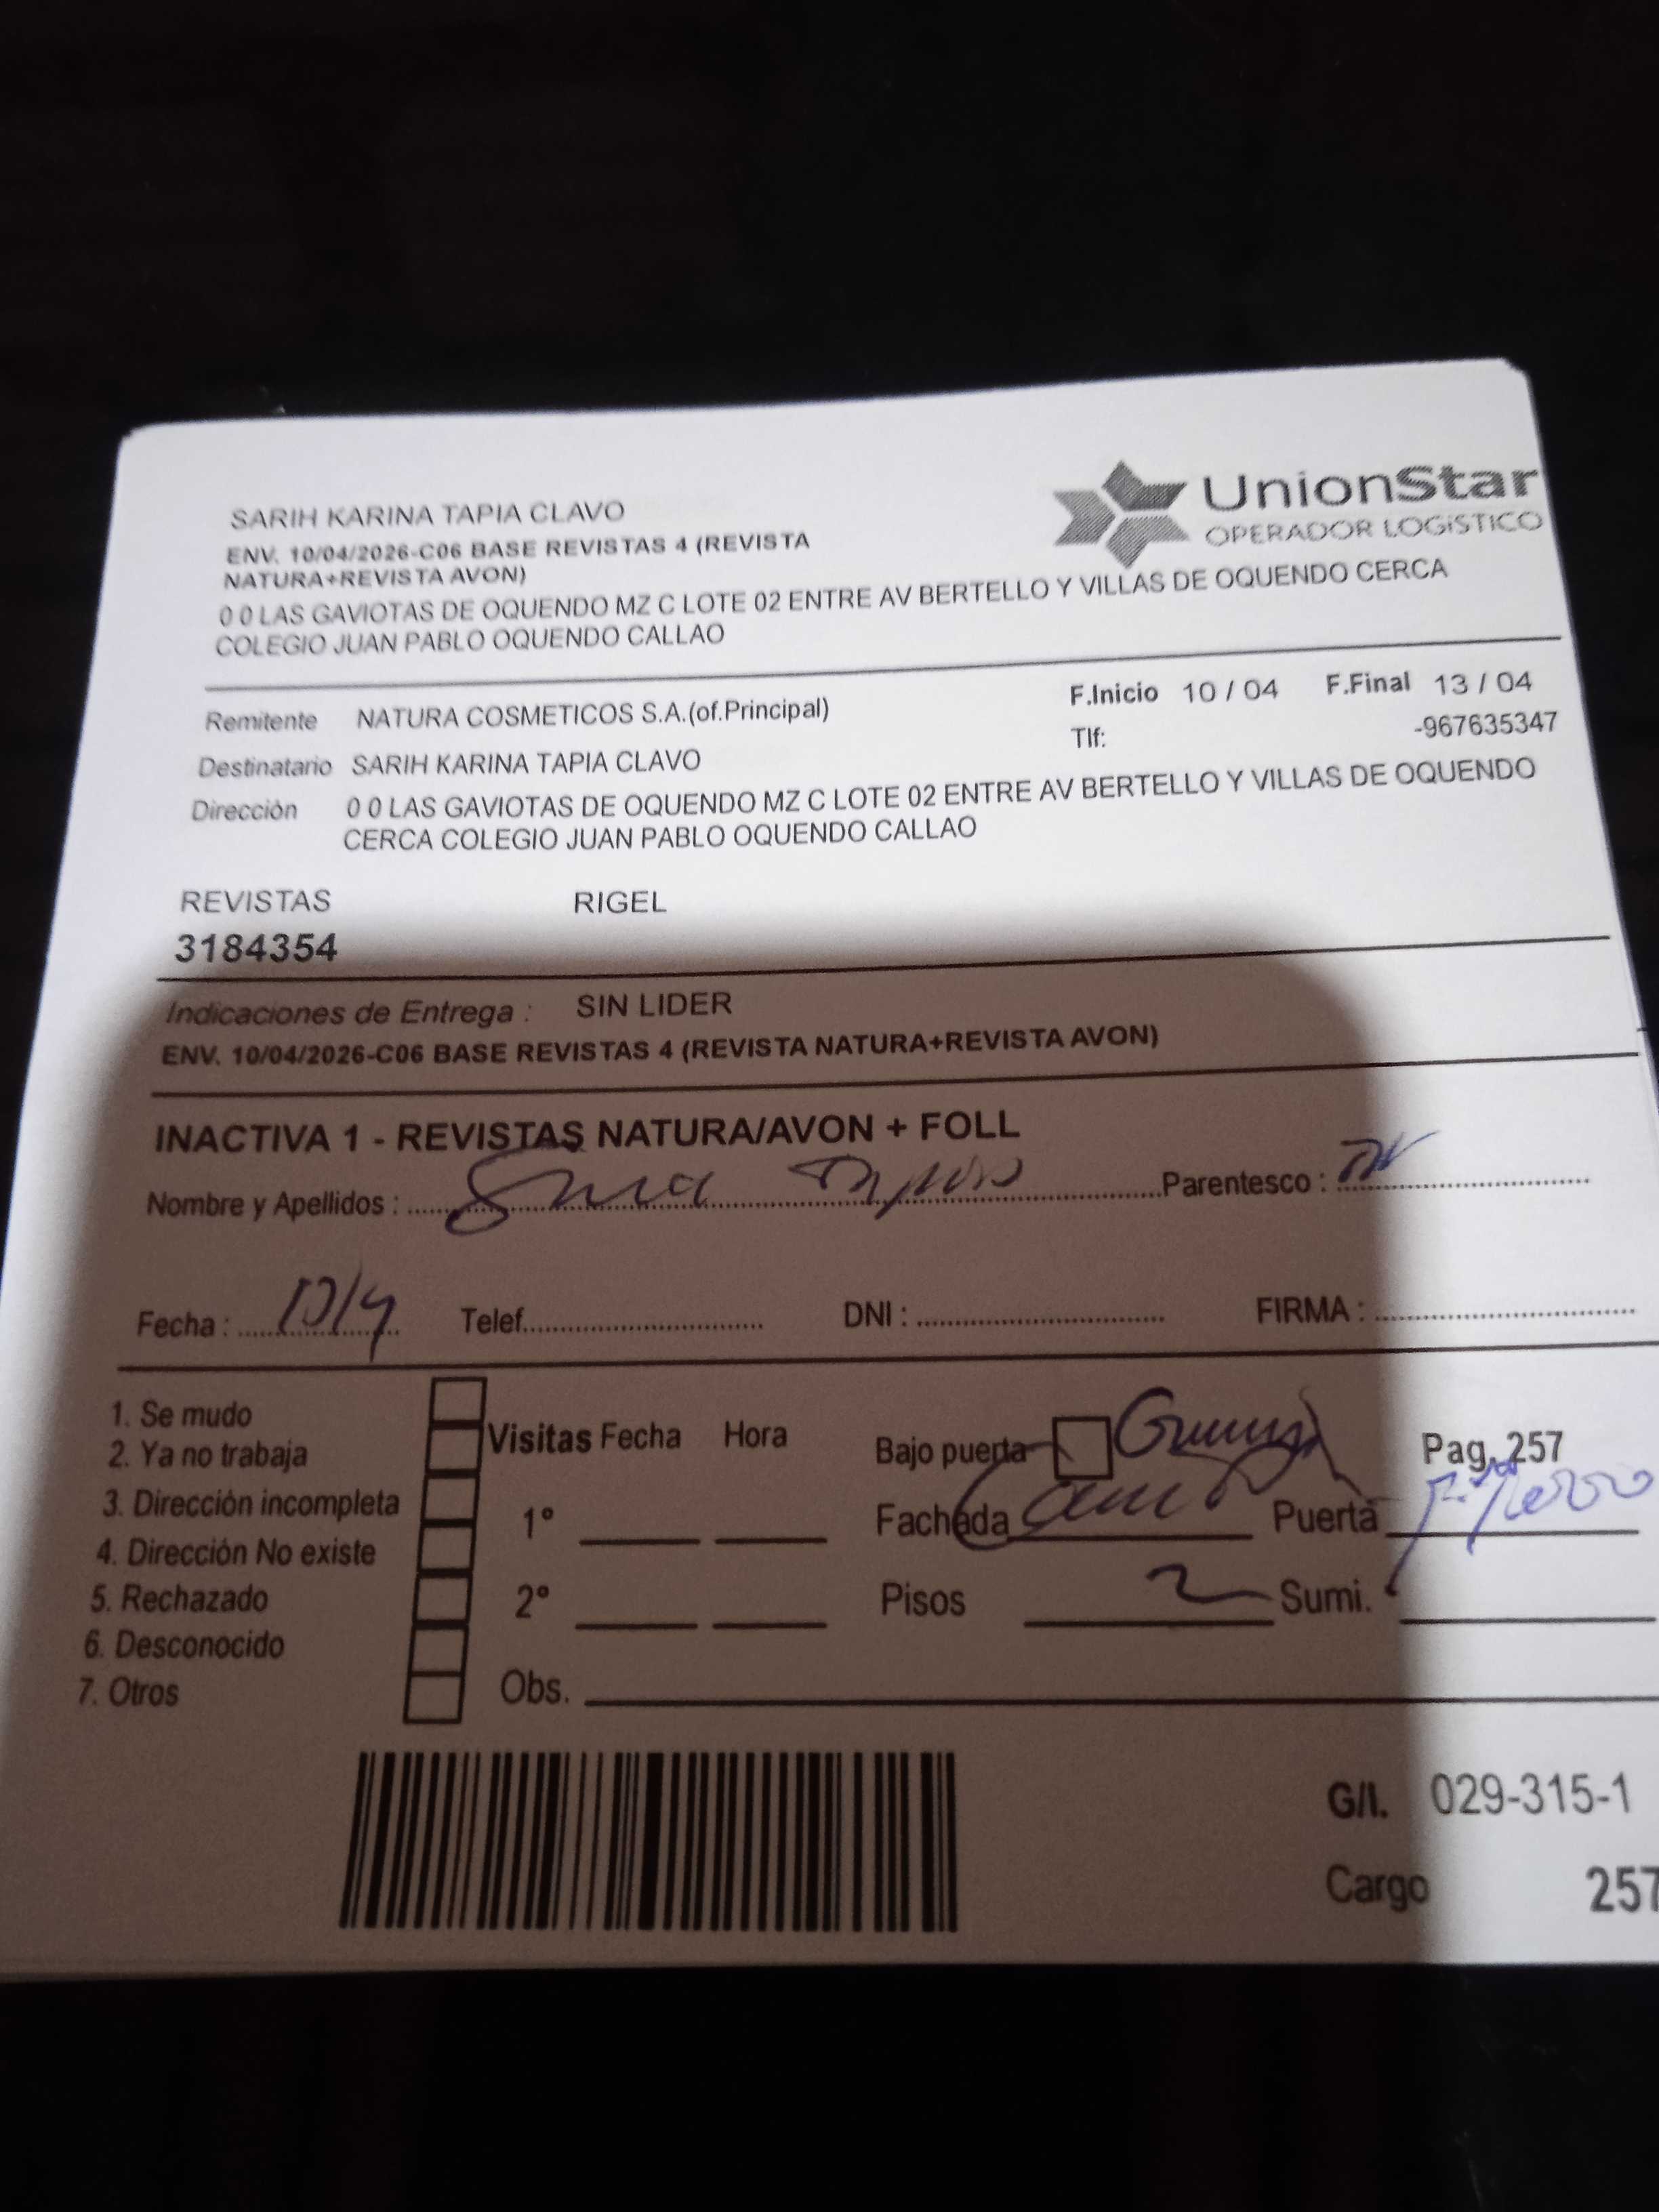 SARIH KARINA TAPIA CLAVO
ENV. 10/04/2026-C06 BASE REVISTAS 4 (REVISTA
NATURA+REVISTA AVON)
0 0 LAS GAVIOTAS DE OQUENDO MZ C LOTE 02 ENTRE AV BERTELLO Y VILLAS DE OQUENDO CERCA
COLEGIO JUAN PABLO OQUENDO CALLAO
UnionStar
OPERADOR LOGÍSTICO
Remitente NATURA COSMETICOS S.A.(of.Principal)
F.Inicio 10 / 04 F.Final 13 / 04
Tlf: -967635347
Destinatario SARIH KARINA TAPIA CLAVO
Dirección 0 0 LAS GAVIOTAS DE OQUENDO MZ C LOTE 02 ENTRE AV BERTELLO Y VILLAS DE OQUENDO
CERCA COLEGIO JUAN PABLO OQUENDO CALLAO
REVISTAS RIGEL
3184354
Indicaciones de Entrega : SIN LIDER
ENV. 10/04/2026-C06 BASE REVISTAS 4 (REVISTA NATURA+REVISTA AVON)
INACTIVA 1 - REVISTAS NATURA/AVON + FOLL
Nombre y Apellidos : Parentesco :
Fecha : Telef. DNI : FIRMA :
1. Se mudo
2. Ya no trabaja
3. Dirección incompleta
4. Dirección No existe
5. Rechazado
6. Desconocido
7. Otros
Visitas Fecha Hora
1°
2°
Obs.
Bajo puerta
Pag. 257
Fachada Puerta
Pisos 2 Sumi.
G/I. 029-315-1
Cargo 257